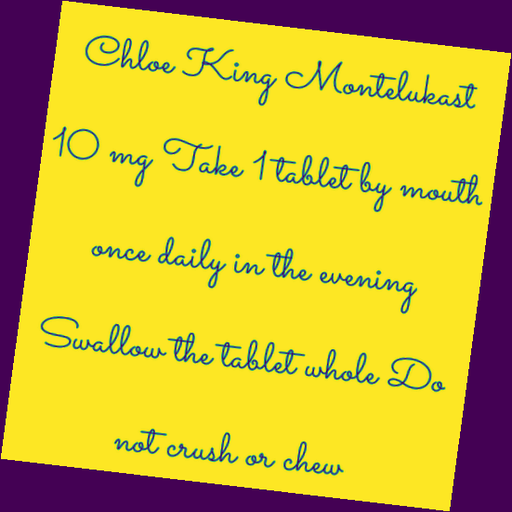 Chloe King Montelukast
10 mg Take 1 tablet by mouth
once daily in the evening
Swallow the tablet whole Do
not crush or chew